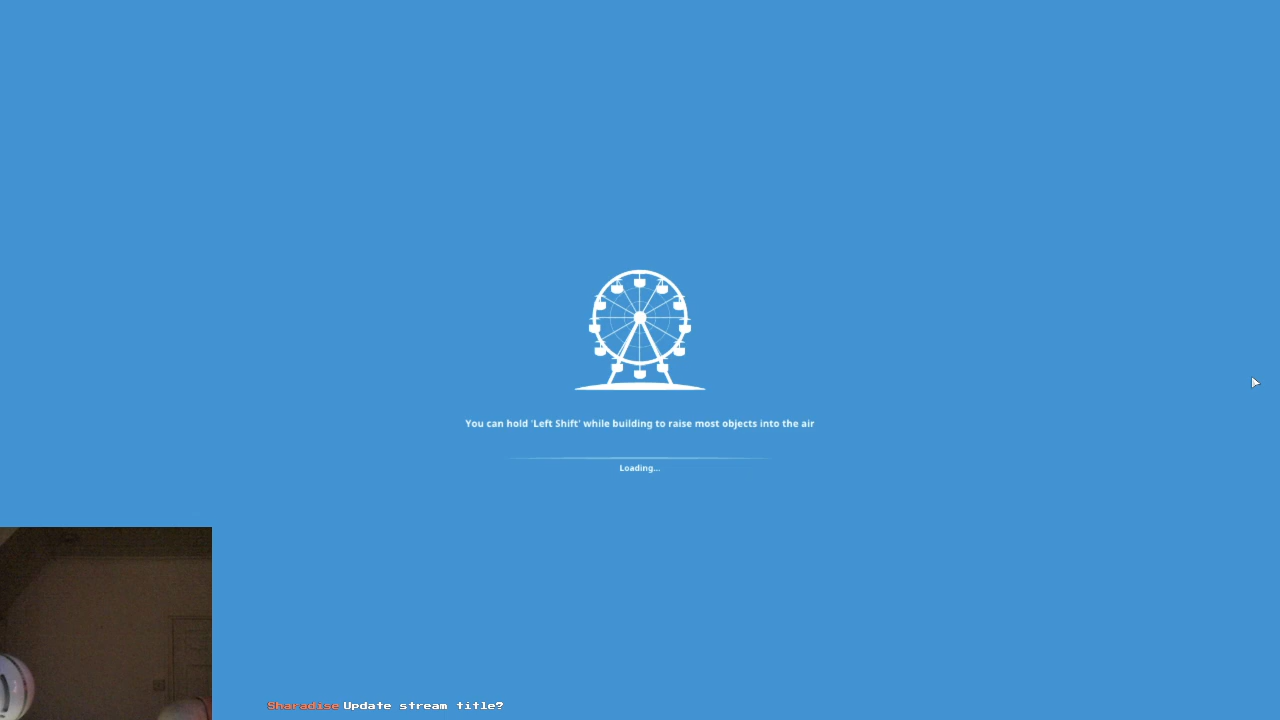 You can hold 'Left Shift' while building to raise most objects into the air
Loading...
Sharadise Update stream title?